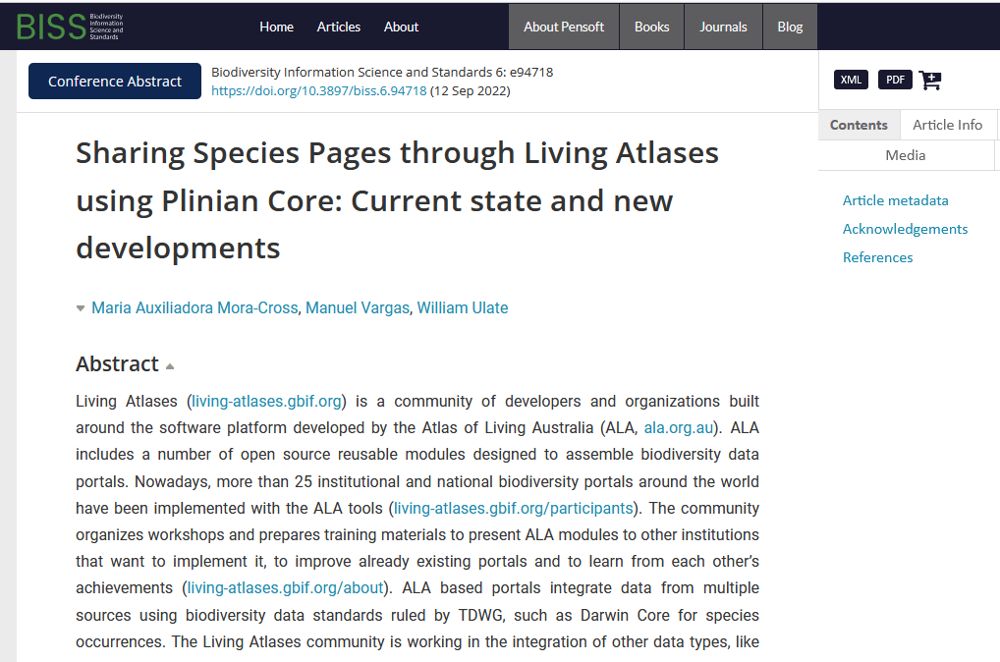 BISS Biodiversity
Information
Science and
Standards
Home Articles About About Pensoft Books Journals Blog
Conference Abstract
Biodiversity Information Science and Standards 6: e94718
https://doi.org/10.3897/biss.6.94718 (12 Sep 2022)
XML PDF
Contents Article Info
Media
Article metadata
Acknowledgements
References
Sharing Species Pages through Living Atlases
using Plinian Core: Current state and new
developments
Maria Auxiliadora Mora-Cross, Manuel Vargas, William Ulate
Abstract
Living Atlases (living-atlases.gbif.org) is a community of developers and organizations built
around the software platform developed by the Atlas of Living Australia (ALA, ala.org.au). ALA
includes a number of open source reusable modules designed to assemble biodiversity data
portals. Nowadays, more than 25 institutional and national biodiversity portals around the world
have been implemented with the ALA tools (living-atlases.gbif.org/participants). The community
organizes workshops and prepares training materials to present ALA modules to other institutions
that want to implement it, to improve already existing portals and to learn from each other’s
achievements (living-atlases.gbif.org/about). ALA based portals integrate data from multiple
sources using biodiversity data standards ruled by TDWG, such as Darwin Core for species
occurrences. The Living Atlases community is working in the integration of other data types, like